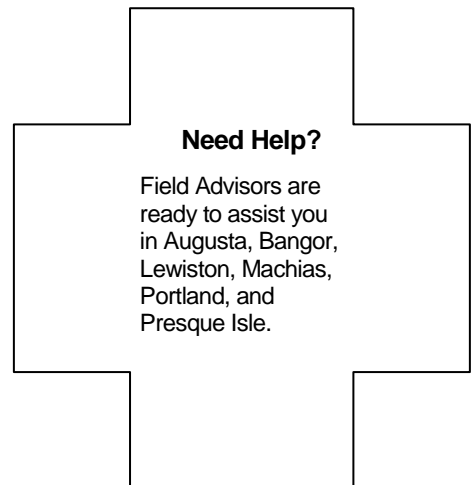 Need Help?
Field Advisors are
ready to assist you
in Augusta, Bangor,
Lewiston, Machias,
Portland, and
Presque Isle.